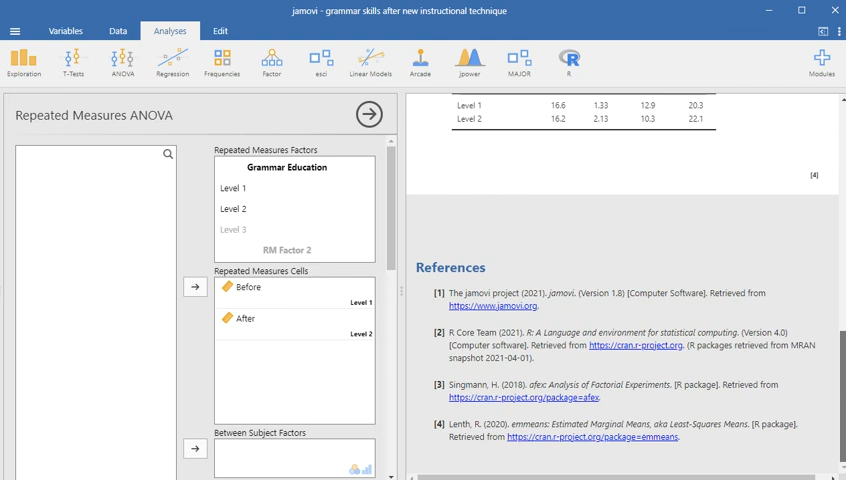 jamovi - grammar skills after new instructional technique
Variables Data Analyses Edit
Exploration T-Tests ANOVA Regression Frequencies Factor esci Linear Models Arcade jpower MAJOR R Modules
Repeated Measures ANOVA
Repeated Measures Factors
Grammar Education
Level 1
Level 2
Level 3
RM Factor 2
Repeated Measures Cells
Before
Level 1
After
Level 2
Between Subject Factors
Level 1 16.6 1.33 12.9 20.3
Level 2 16.2 2.13 10.3 22.1
[4]
References
[1] The jamovi project (2021). jamovi. (Version 1.8) [Computer Software]. Retrieved from
https://www.jamovi.org.
[2] R Core Team (2021). R: A Language and environment for statistical computing. (Version 4.0)
[Computer software]. Retrieved from https://cran.r-project.org. (R packages retrieved from MRAN
snapshot 2021-04-01).
[3] Singmann, H. (2018). afex: Analysis of Factorial Experiments. [R package]. Retrieved from
https://cran.r-project.org/package=afex.
[4] Lenth, R. (2020). emmeans: Estimated Marginal Means, aka Least-Squares Means. [R package].
Retrieved from https://cran.r-project.org/package=emmeans.